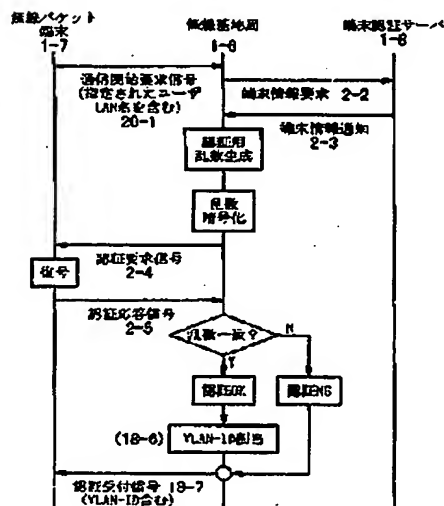 無線パケット
端末
1-7
無線基地局
1-6
端末認証サーバ
1-8
通信開始要求信号
(指定されたユーザ
LAN名を含む)
20-1
端末情報要求 2-2
端末情報通知
2-3
認証用
乱数生成
乱数
暗号化
認証要求信号
2-4
復号
認証応答信号
2-5
乱数一致?
N
Y
認証OK
認証NG
(18-6)
VLAN-ID割当
認証受付信号 18-7
(VLAN-ID含む)